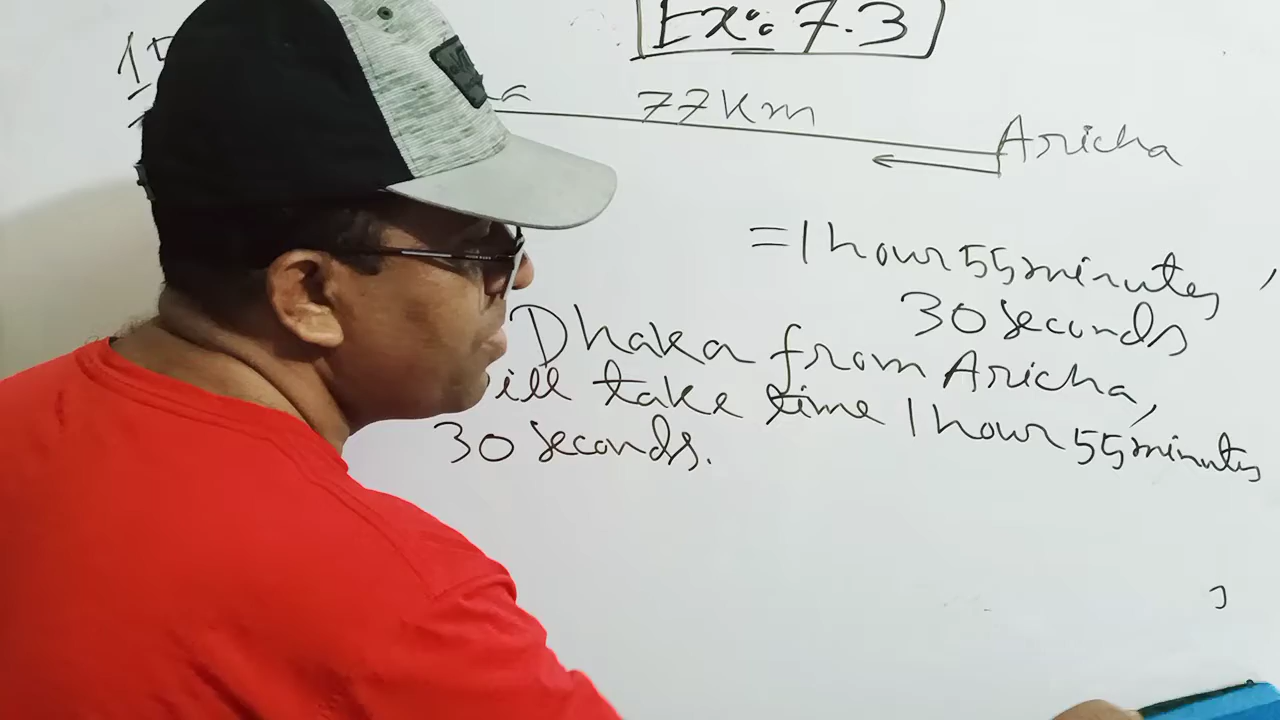 Ex: 7.3
77 Km
Aricha
= 1 hour 55 minutes,
30 seconds
Dhaka from Aricha,
will take time 1 hour 55 minutes
30 seconds.